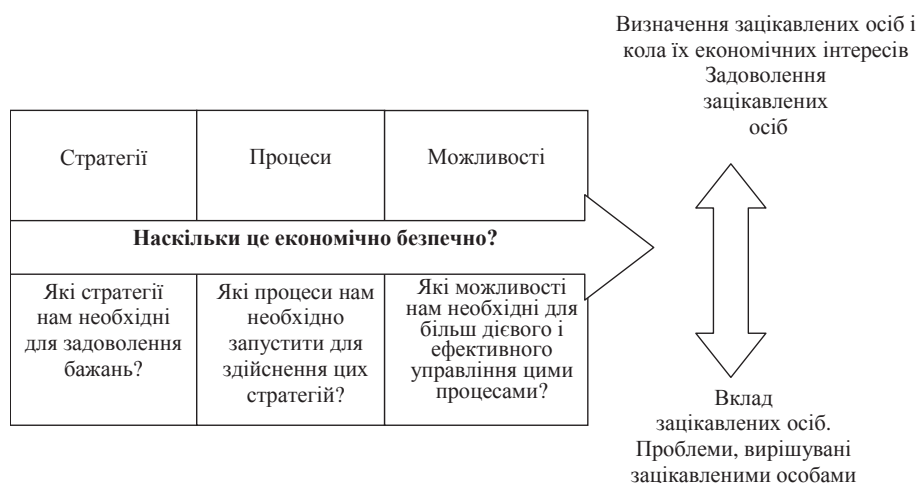 Визначення зацікавлених осіб і
кола їх економічних інтересів
Задоволення
зацікавлених
осіб
Стратегії
Процеси
Можливості
Наскільки це економічно безпечно?
Які стратегії
нам необхідні
для задоволення
бажань?
Які процеси нам
необхідно
запустити для
здійснення цих
стратегій?
Які можливості
нам необхідні для
більш дієвого і
ефективного
управління цими
процесами?
Вклад
зацікавлених осіб.
Проблеми, вирішувані
зацікавленими особами